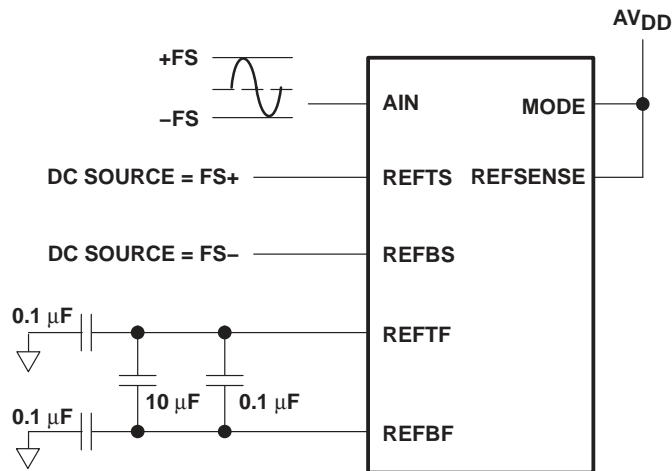 AVDD
+FS
−FS
AIN
MODE
DC SOURCE = FS+
REFTS
REFSENSE
DC SOURCE = FS−
REFBS
0.1 μF
REFTF
10 μF
0.1 μF
0.1 μF
REFBF